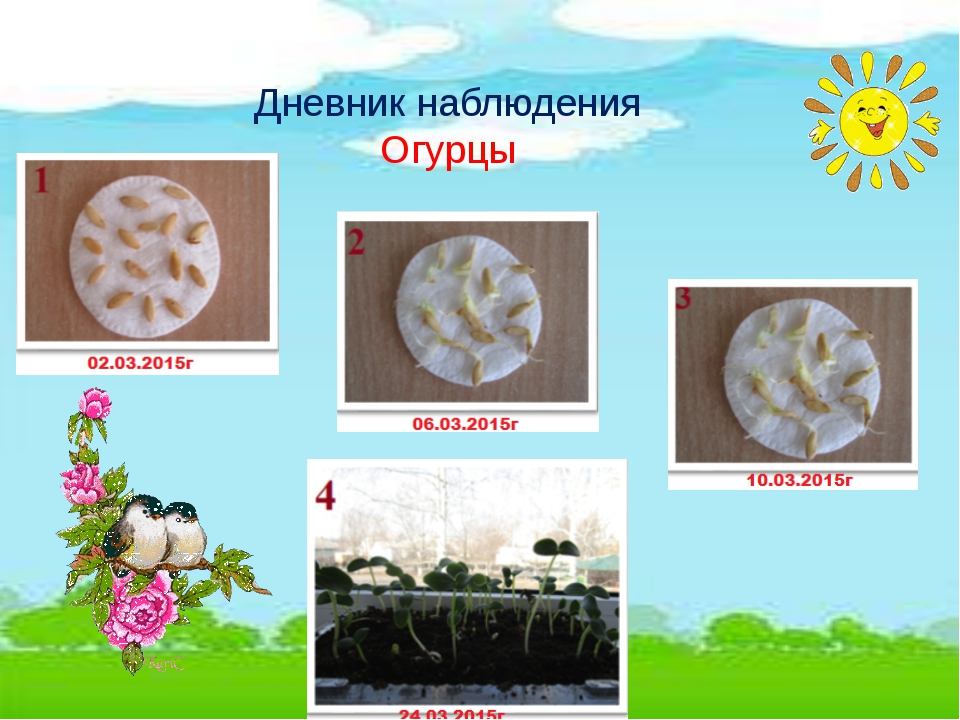 Дневник наблюдения
Огурцы
1
02.03.2015г
2
06.03.2015г
3
10.03.2015г
4
24.03.2015г